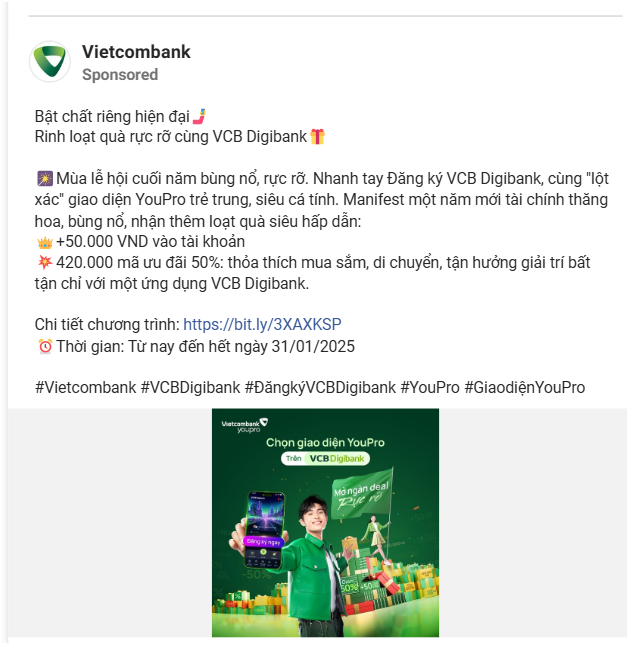 Vietcombank
Sponsored
Bật chất riêng hiện đại🤳
Rinh loạt quà rực rỡ cùng VCB Digibank🎁
🎆Mùa lễ hội cuối năm bùng nổ, rực rỡ. Nhanh tay Đăng ký VCB Digibank, cùng "lột
xác" giao diện YouPro trẻ trung, siêu cá tính. Manifest một năm mới tài chính thăng
hoa, bùng nổ, nhận thêm loạt quà siêu hấp dẫn:
👑+50.000 VND vào tài khoản
💥420.000 mã ưu đãi 50%: thỏa thích mua sắm, di chuyển, tận hưởng giải trí bất
tận chỉ với một ứng dụng VCB Digibank.
Chi tiết chương trình: https://bit.ly/3XAXKSP
⏰Thời gian: Từ nay đến hết ngày 31/01/2025
#Vietcombank #VCBDigibank #ĐăngkýVCBDigibank #YouPro #GiaodiệnYouPro
Vietcombank
youpro
Chọn giao diện YouPro
Trên VCB Digibank
Mở ngàn deal
Rực rỡ
Đăng ký ngay
-50%
50%
+50